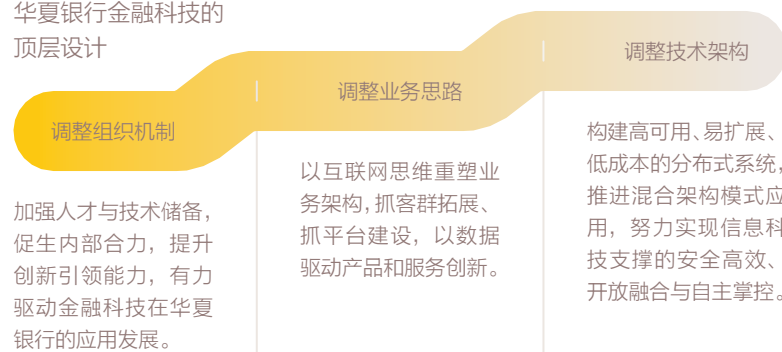 华夏银行金融科技的
顶层设计
调整组织机制
加强人才与技术储备，
促生内部合力，提升
创新引领能力，有力
驱动金融科技在华夏
银行的应用发展。
调整业务思路
以互联网思维重塑业
务架构，抓客群拓展、
抓平台建设，以数据
驱动产品和服务创新。
调整技术架构
构建高可用、易扩展、
低成本的分布式系统，
推进混合架构模式应
用，努力实现信息科
技支撑的安全高效、
开放融合与自主掌控。